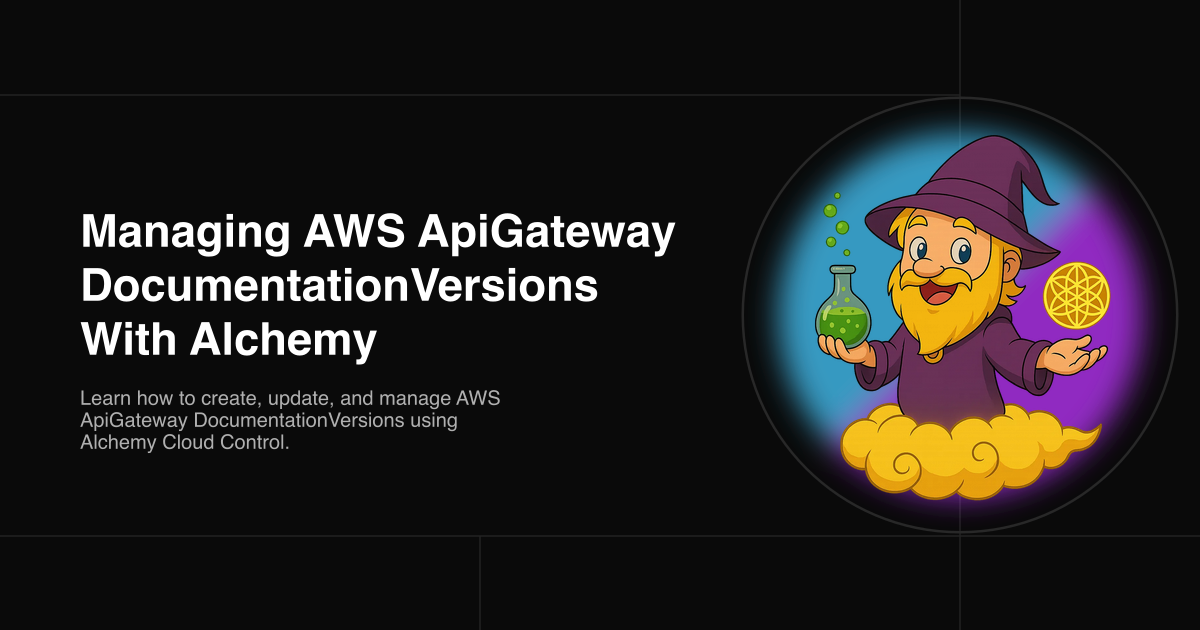 Managing AWS ApiGateway
DocumentationVersions
With Alchemy
Learn how to create, update, and manage AWS
ApiGateway DocumentationVersions using
Alchemy Cloud Control.